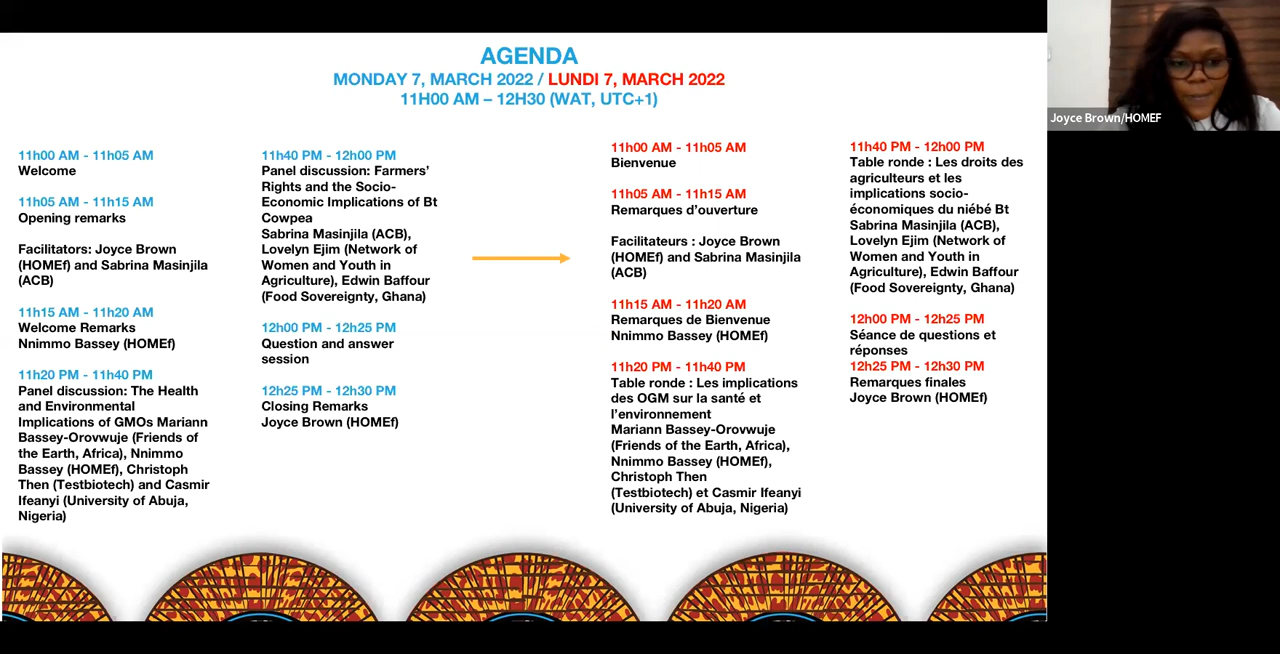 AGENDA
MONDAY 7, MARCH 2022 / LUNDI 7, MARCH 2022
11H00 AM – 12H30 (WAT, UTC+1)
11h00 AM - 11h05 AM
Welcome
11h05 AM - 11h15 AM
Opening remarks
Facilitators: Joyce Brown
(HOMEf) and Sabrina Masinjila
(ACB)
11h15 AM - 11h20 AM
Welcome Remarks
Nnimmo Bassey (HOMEf)
11h20 PM - 11h40 PM
Panel discussion: The Health
and Environmental
Implications of GMOs Mariann
Bassey-Orovwuje (Friends of
the Earth, Africa), Nnimmo
Bassey (HOMEf), Christoph
Then (Testbiotech) and Casmir
Ifeanyi (University of Abuja,
Nigeria)
11h40 PM - 12h00 PM
Panel discussion: Farmers’
Rights and the Socio-
Economic Implications of Bt
Cowpea
Sabrina Masinjila (ACB),
Lovelyn Ejim (Network of
Women and Youth in
Agriculture), Edwin Baffour
(Food Sovereignty, Ghana)
12h00 PM - 12h25 PM
Question and answer
session
12h25 PM - 12h30 PM
Closing Remarks
Joyce Brown (HOMEf)
11h00 AM - 11h05 AM
Bienvenue
11h05 AM - 11h15 AM
Remarques d’ouverture
Facilitateurs : Joyce Brown
(HOMEf) and Sabrina Masinjila
(ACB)
11h15 AM - 11h20 AM
Remarques de Bienvenue
Nnimmo Bassey (HOMEf)
11h20 PM - 11h40 PM
Table ronde : Les implications
des OGM sur la santé et
l’environnement
Mariann Bassey-Orovwuje
(Friends of the Earth, Africa),
Nnimmo Bassey (HOMEf),
Christoph Then
(Testbiotech) et Casmir Ifeanyi
(University of Abuja, Nigeria)
11h40 PM - 12h00 PM
Table ronde : Les droits des
agriculteurs et les
implications socio-
économiques du niébé Bt
Sabrina Masinjila (ACB),
Lovelyn Ejim (Network of
Women and Youth in
Agriculture), Edwin Baffour
(Food Sovereignty, Ghana)
12h00 PM - 12h25 PM
Séance de questions et
réponses
12h25 PM - 12h30 PM
Remarques finales
Joyce Brown (HOMEf)
Joyce Brown/HOMEF